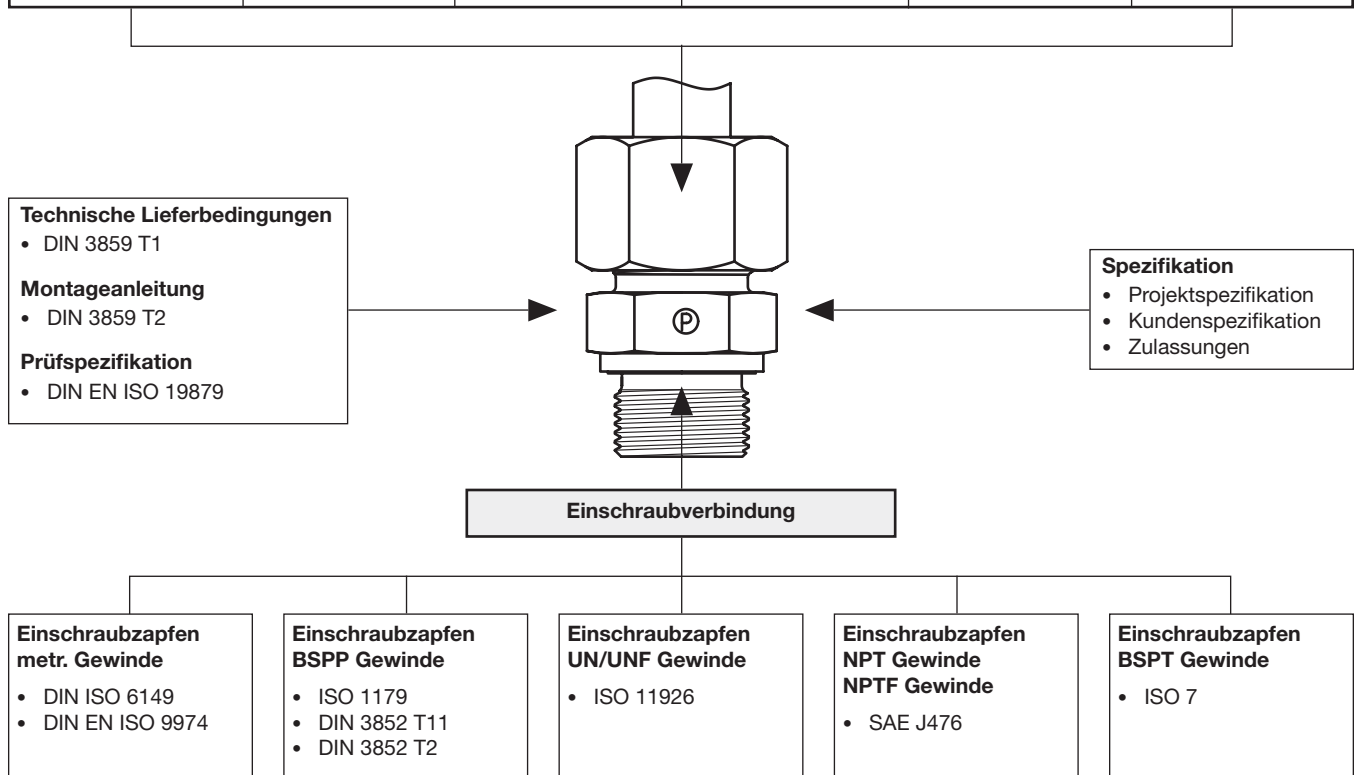 Technische Lieferbedingungen
• DIN 3859 T1
Montageanleitung
• DIN 3859 T2
Prüfspezifikation
• DIN EN ISO 19879
Spezifikation
• Projektspezifikation
• Kundenspezifikation
• Zulassungen
P
Einschraubverbindung
Einschraubzapfen
metr. Gewinde
• DIN ISO 6149
• DIN EN ISO 9974
Einschraubzapfen
BSPP Gewinde
• ISO 1179
• DIN 3852 T11
• DIN 3852 T2
Einschraubzapfen
UN/UNF Gewinde
• ISO 11926
Einschraubzapfen
NPT Gewinde
NPTF Gewinde
• SAE J476
Einschraubzapfen
BSPT Gewinde
• ISO 7